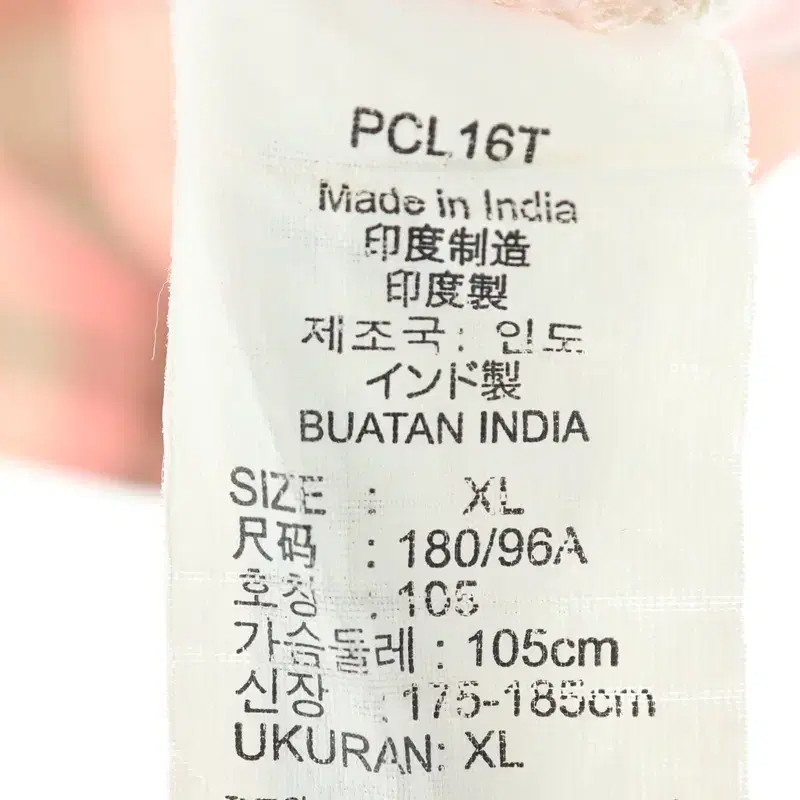 PCL16T
Made in India
印度制造
印度製
제조국: 인도
インド製
BUATAN INDIA
SIZE : XL
尺码 : 180/96A
호칭 : 105
가슴둘레 : 105cm
신장 : 175-185cm
UKURAN: XL